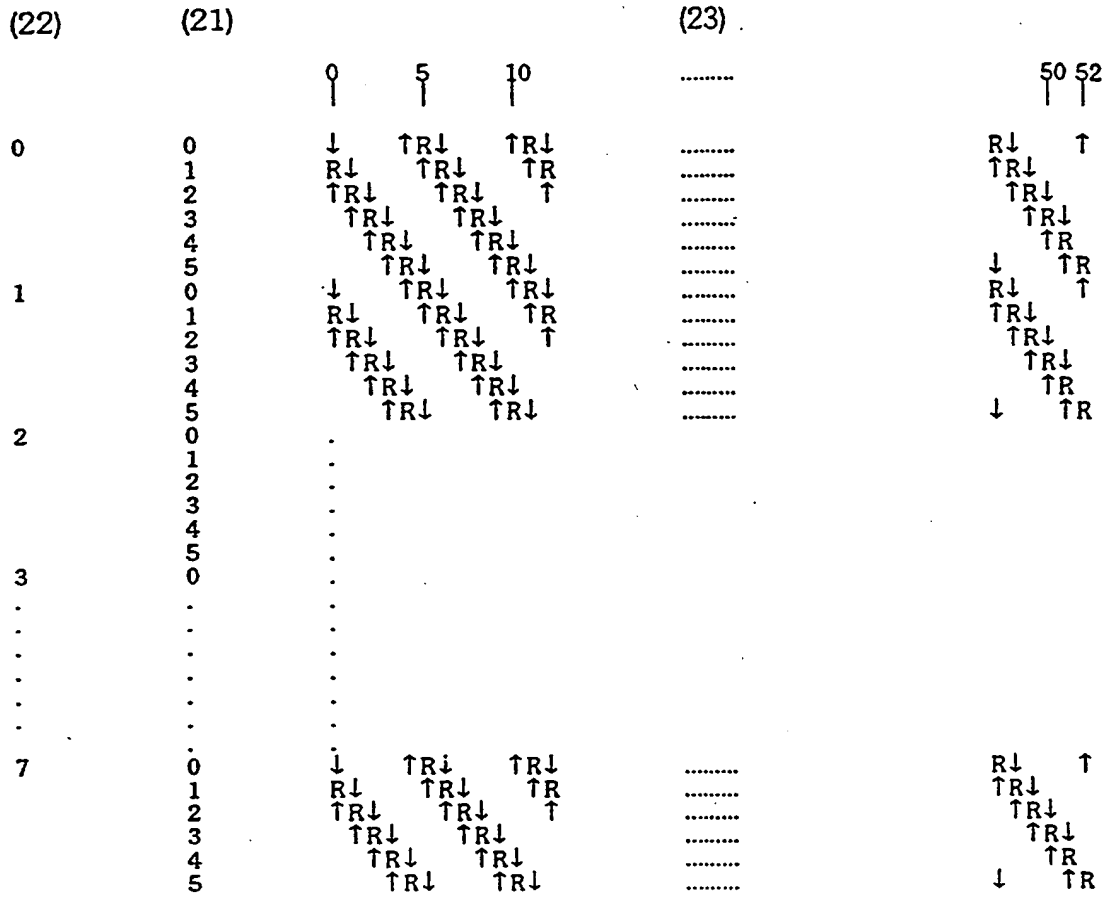 (22) (21) (23)
0 5 10 ......... 50 52
0 0 ↓ ↑R↓ ↑R↓ ......... R↓ ↑
1 R↓ ↑R↓ ↑R ......... ↑R↓
2 ↑R↓ ↑R↓ ↑ ......... ↑R↓
3 ↑R↓ ↑R↓ ......... ↑R↓
4 ↑R↓ ↑R↓ ......... ↑R
5 ↑R↓ ↑R↓ ......... ↓ ↑R
1 0 ↓ ↑R↓ ↑R↓ ......... R↓ ↑
1 R↓ ↑R↓ ↑R ......... ↑R↓
2 ↑R↓ ↑R↓ ↑ ......... ↑R↓
3 ↑R↓ ↑R↓ ......... ↑R↓
4 ↑R↓ ↑R↓ ......... ↑R
5 ↑R↓ ↑R↓ ......... ↓ ↑R
2 0 .
1 .
2 .
3 .
4 .
5 .
3 0 .
. . .
. . .
. . .
. . .
. . .
. . .
. .
7 0 ↓ ↑R↓ ↑R↓ ......... R↓ ↑
1 R↓ ↑R↓ ↑R ......... ↑R↓
2 ↑R↓ ↑R↓ ↑ ......... ↑R↓
3 ↑R↓ ↑R↓ ......... ↑R↓
4 ↑R↓ ↑R↓ ......... ↑R
5 ↑R↓ ↑R↓ ......... ↓ ↑R